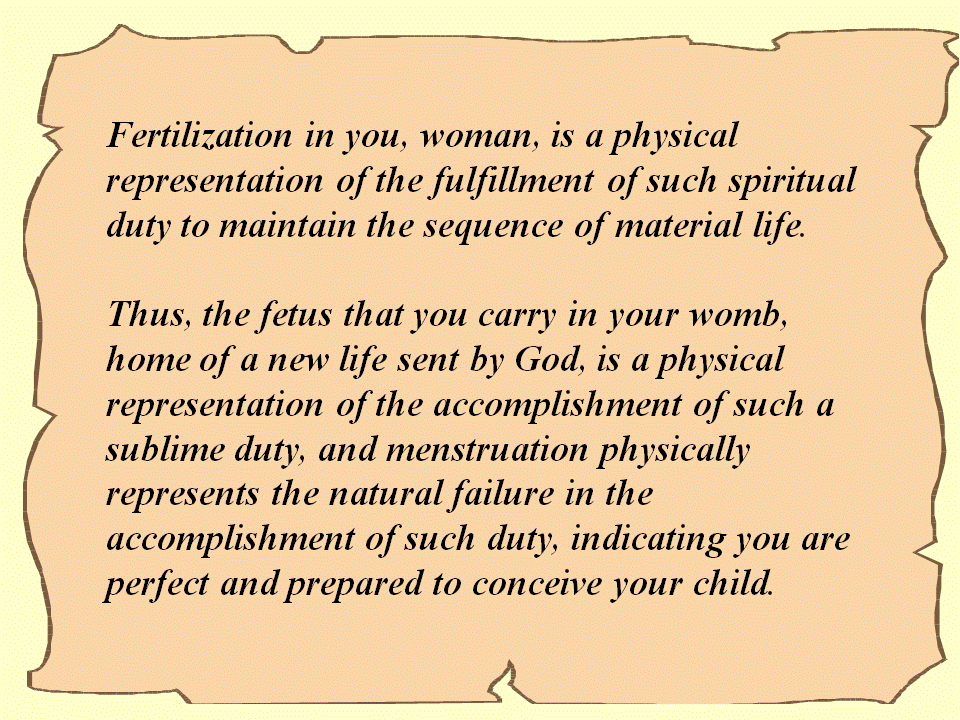 Fertilization in you, woman, is a physical
representation of the fulfillment of such spiritual
duty to maintain the sequence of material life.
Thus, the fetus that you carry in your womb,
home of a new life sent by God, is a physical
representation of the accomplishment of such a
sublime duty, and menstruation physically
represents the natural failure in the
accomplishment of such duty, indicating you are
perfect and prepared to conceive your child.